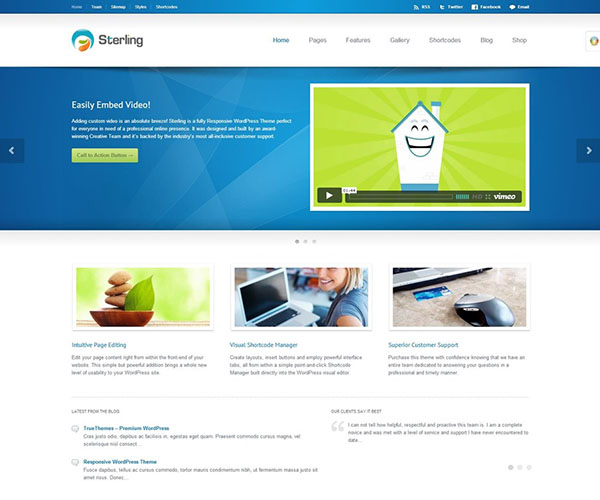 Home Team Sitemap Styles Shortcodes RSS Twitter Facebook Email
Sterling
Home Pages Features Gallery Shortcodes Blog Shop
Easily Embed Video!
Adding custom video is an absolute breeze! Sterling is a fully Responsive WordPress Theme perfect
for everyone in need of a professional online presence. It was designed and built by an award
winning Creative Team and it's backed by the industry's most all-inclusive customer support.
Call to Action Button →
01:44
HD vimeo
Intuitive Page Editing
Edit your page content right from within the front-end of your
website. This simple but powerful addition brings a whole new
level of usability to your WordPress site.
Visual Shortcode Manager
Create layouts, insert buttons and employ powerful interface
tabs, all from within a simple point-and-click Shortcode
Manager built directly into the WordPress visual editor.
Superior Customer Support
Purchase this theme with confidence knowing that we have an
entire team dedicated to answering your questions in a
professional and timely manner.
LATEST FROM THE BLOG
TrueThemes – Premium WordPress
Cras justo odio, dapibus ac facilisis in, egestas eget quam. Praesent commodo cursus magna, vel
scelerisque nisl consect...
Responsive WordPress Theme
Fusce dapibus, tellus ac cursus commodo, tortor mauris condimentum nibh, ut fermentum massa justo sit
amet risus. Donec...
OUR CLIENTS SAY IT BEST
I can not tell how helpful, respectful and proactive this team is. I am a complete
novice and was met with a level of service and support I have never encountered to
date...